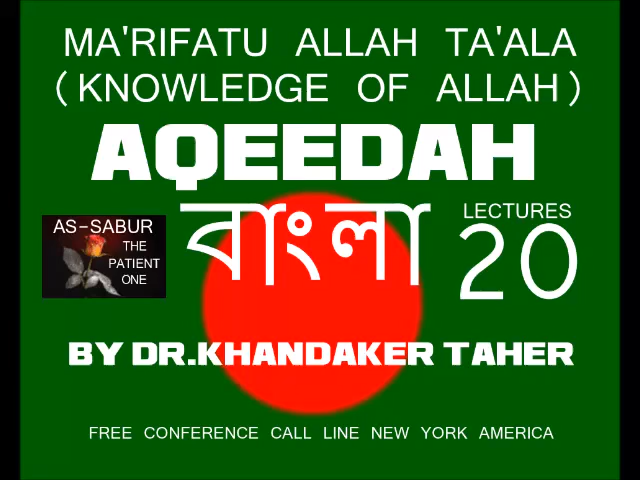 MA'RIFATU ALLAH TA'ALA
(KNOWLEDGE OF ALLAH)
AQEEDAH
বাংলা
LECTURES
20
AS-SABUR
THE
PATIENT
ONE
BY DR.KHANDAKER TAHER
FREE CONFERENCE CALL LINE NEW YORK AMERICA